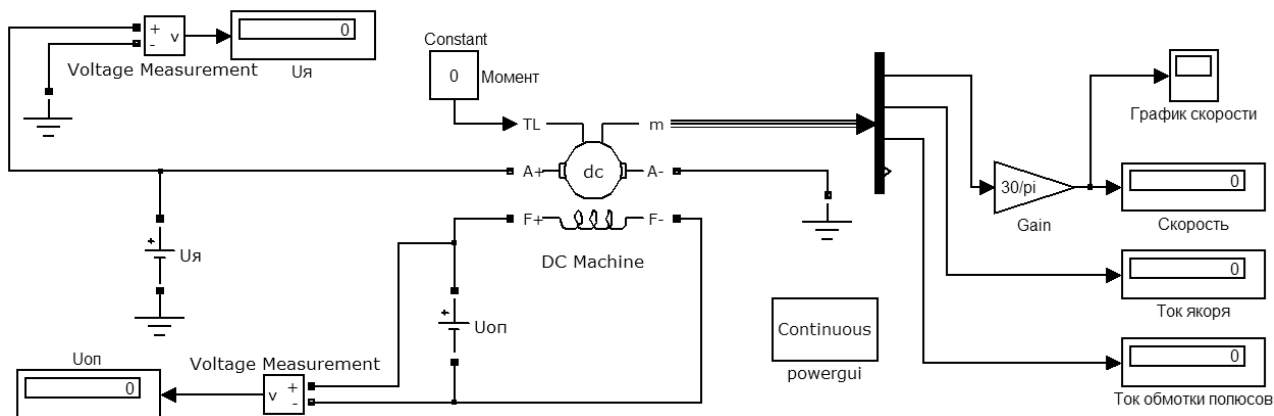 +
-
v
0
Voltage Measurement
Uя
Constant
0
Момент
TL
m
A+
dc
A-
F+
F-
DC Machine
+
Uя
+
Uоп
Continuous
powergui
30/pi
Gain
График скорости
0
Скорость
0
Ток якоря
0
Ток обмотки полюсов
Uоп
0
Voltage Measurement
v
+
-